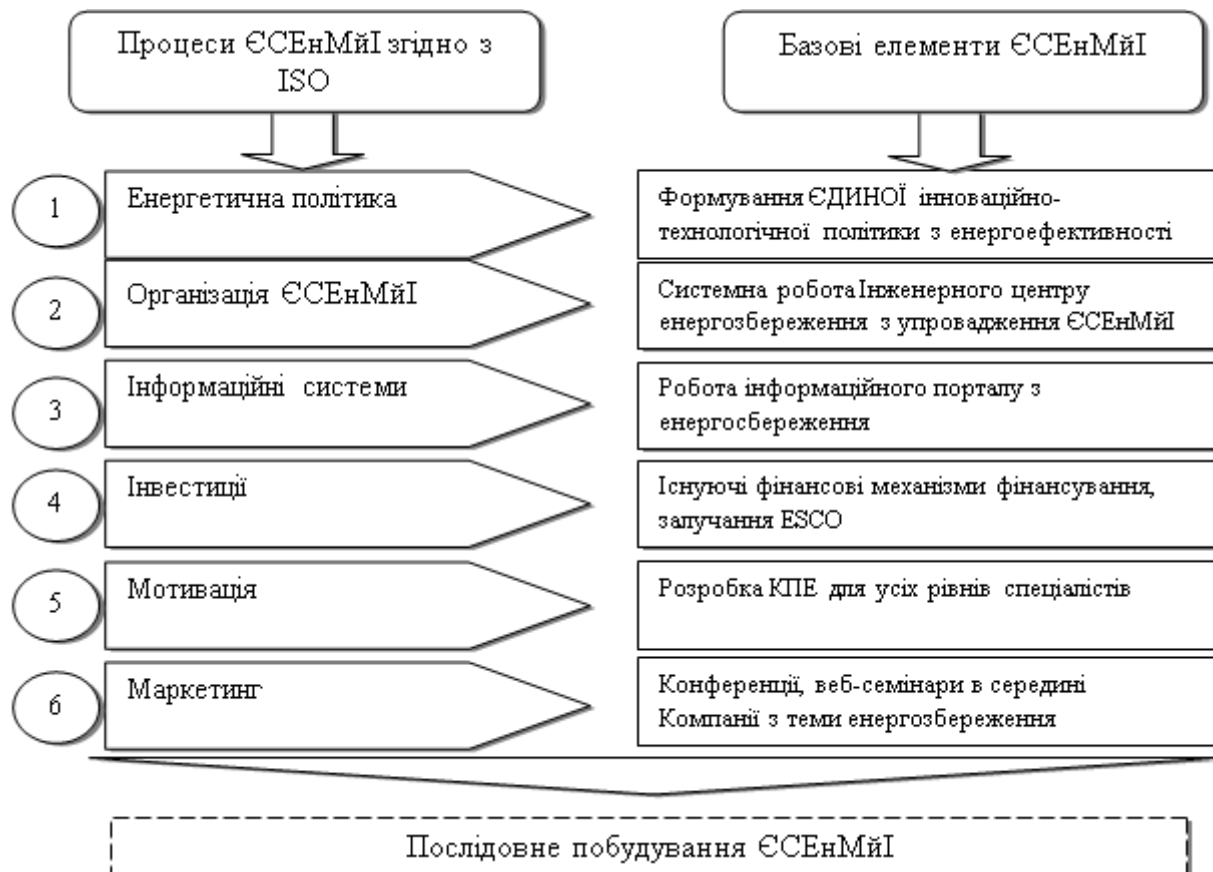 Процеси ЄСЕнМйІ згідно з
ISO
Базові елементи ЄСЕнМйІ
1
Енергетична політика
Формування ЄДИНОЇ інноваційно-
технологічної політики з енергоефективності
2
Організація ЄСЕнМйІ
Системна робота Інженерного центру
енергозбереження з упровадження ЄСЕнМйІ
3
Інформаційні системи
Робота інформаційного порталу з
енергосбереження
4
Інвестиції
Існуючі фінансові механізми фінансування,
залучання ESCO
5
Мотивація
Розробка КПЕ для усіх рівнів спеціалістів
6
Маркетинг
Конференції, веб-семінари в середині
Компанії з теми енергозбереження
Послідовне побудування ЄСЕнМйІ